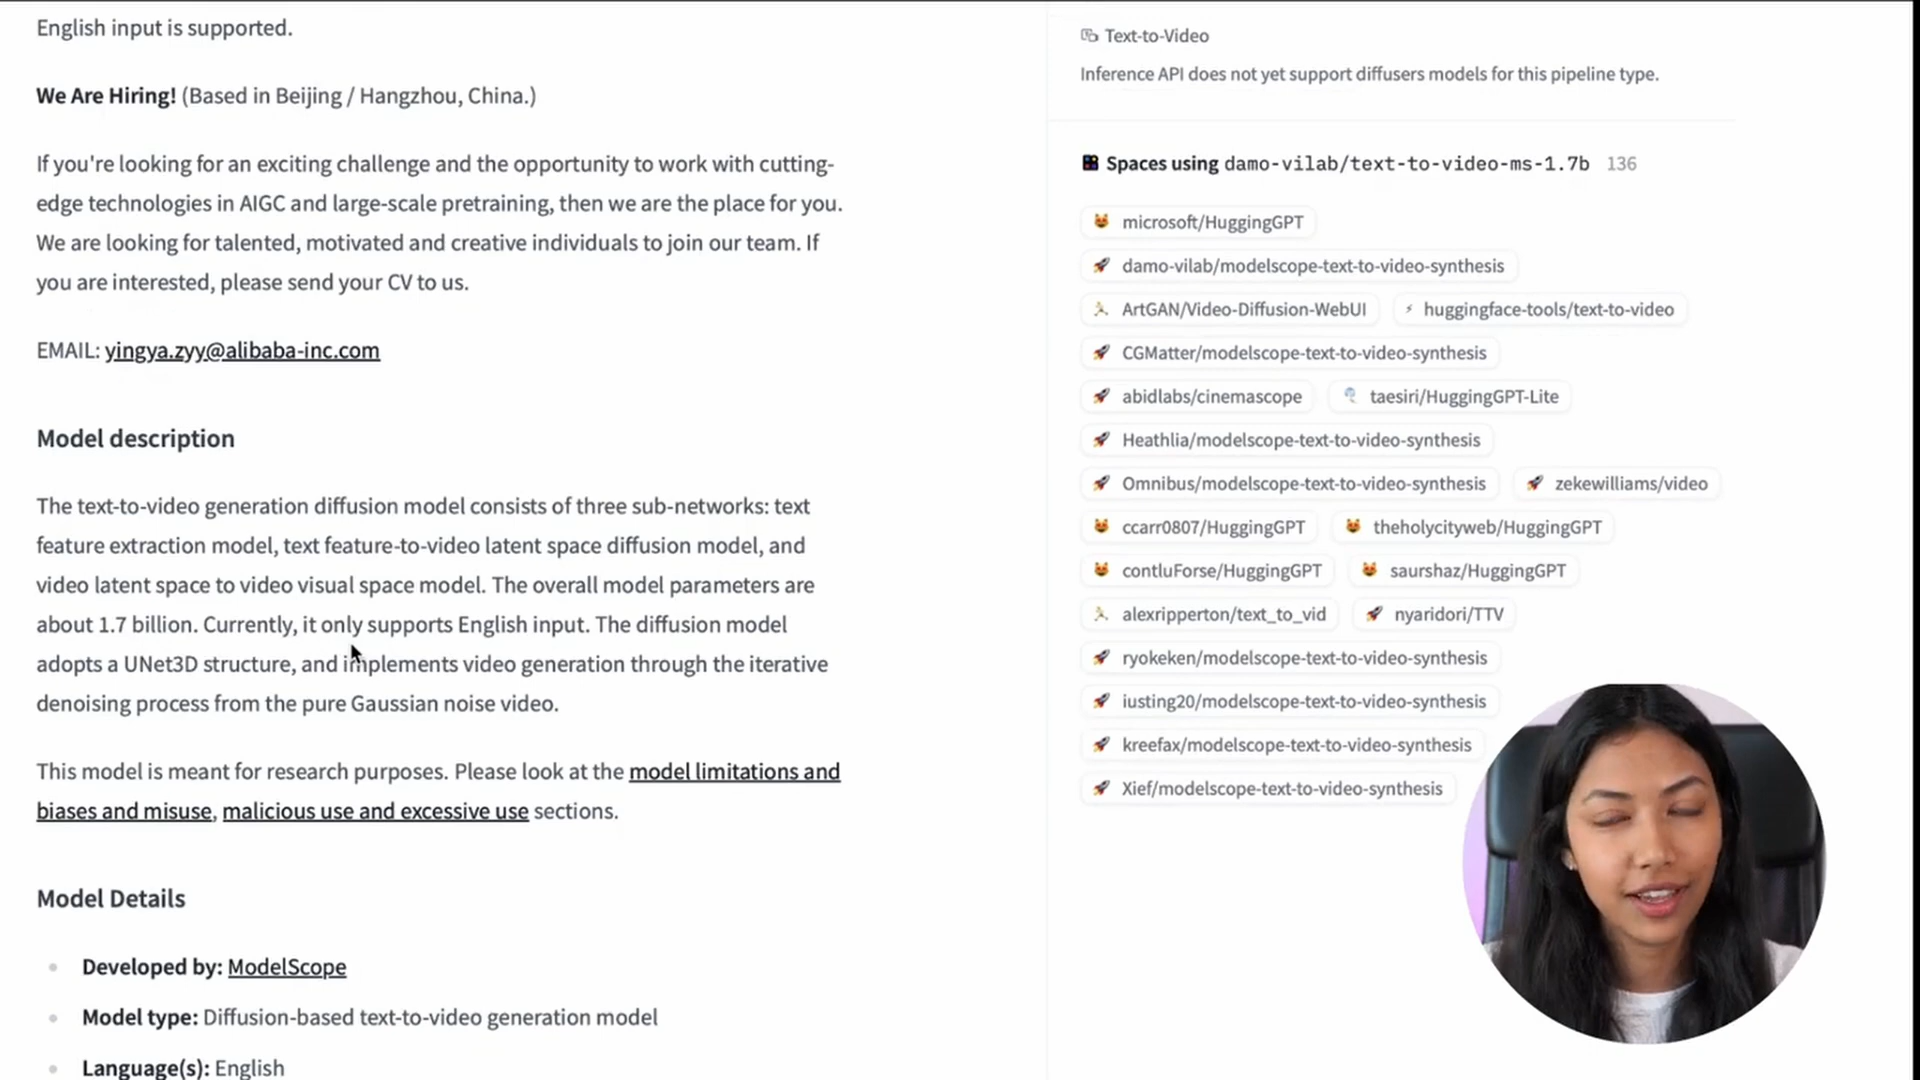 English input is supported.
We Are Hiring! (Based in Beijing / Hangzhou, China.)
If you're looking for an exciting challenge and the opportunity to work with cutting-
edge technologies in AIGC and large-scale pretraining, then we are the place for you.
We are looking for talented, motivated and creative individuals to join our team. If
you are interested, please send your CV to us.
EMAIL: yingya.zyy@alibaba-inc.com
Model description
The text-to-video generation diffusion model consists of three sub-networks: text
feature extraction model, text feature-to-video latent space diffusion model, and
video latent space to video visual space model. The overall model parameters are
about 1.7 billion. Currently, it only supports English input. The diffusion model
adopts a UNet3D structure, and implements video generation through the iterative
denoising process from the pure Gaussian noise video.
This model is meant for research purposes. Please look at the model limitations and
biases and misuse, malicious use and excessive use sections.
Model Details
Developed by: ModelScope
Model type: Diffusion-based text-to-video generation model
Language(s): English
Text-to-Video
Inference API does not yet support diffusers models for this pipeline type.
Spaces using damo-vilab/text-to-video-ms-1.7b 136
microsoft/HuggingGPT
damo-vilab/modelscope-text-to-video-synthesis
ArtGAN/Video-Diffusion-WebUI huggingface-tools/text-to-video
CGMatter/modelscope-text-to-video-synthesis
abidlabs/cinemascope taesiri/HuggingGPT-Lite
Heathlia/modelscope-text-to-video-synthesis
Omnibus/modelscope-text-to-video-synthesis zekewilliams/video
ccarr0807/HuggingGPT theholycityweb/HuggingGPT
contluForse/HuggingGPT saurshaz/HuggingGPT
alexripperton/text_to_vid nyaridori/TTV
ryokeken/modelscope-text-to-video-synthesis
iusting20/modelscope-text-to-video-synthesis
kreefax/modelscope-text-to-video-synthesis
Xief/modelscope-text-to-video-synthesis